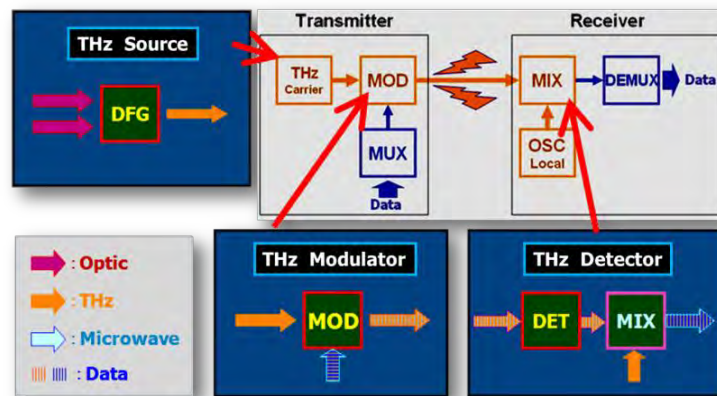 THz Source
DFG
Transmitter
THz
Carrier
MOD
MUX
Data
Receiver
MIX
DEMUX
Data
OSC
Local
: Optic
: THz
: Microwave
: Data
THz Modulator
MOD
THz Detector
DET
MIX